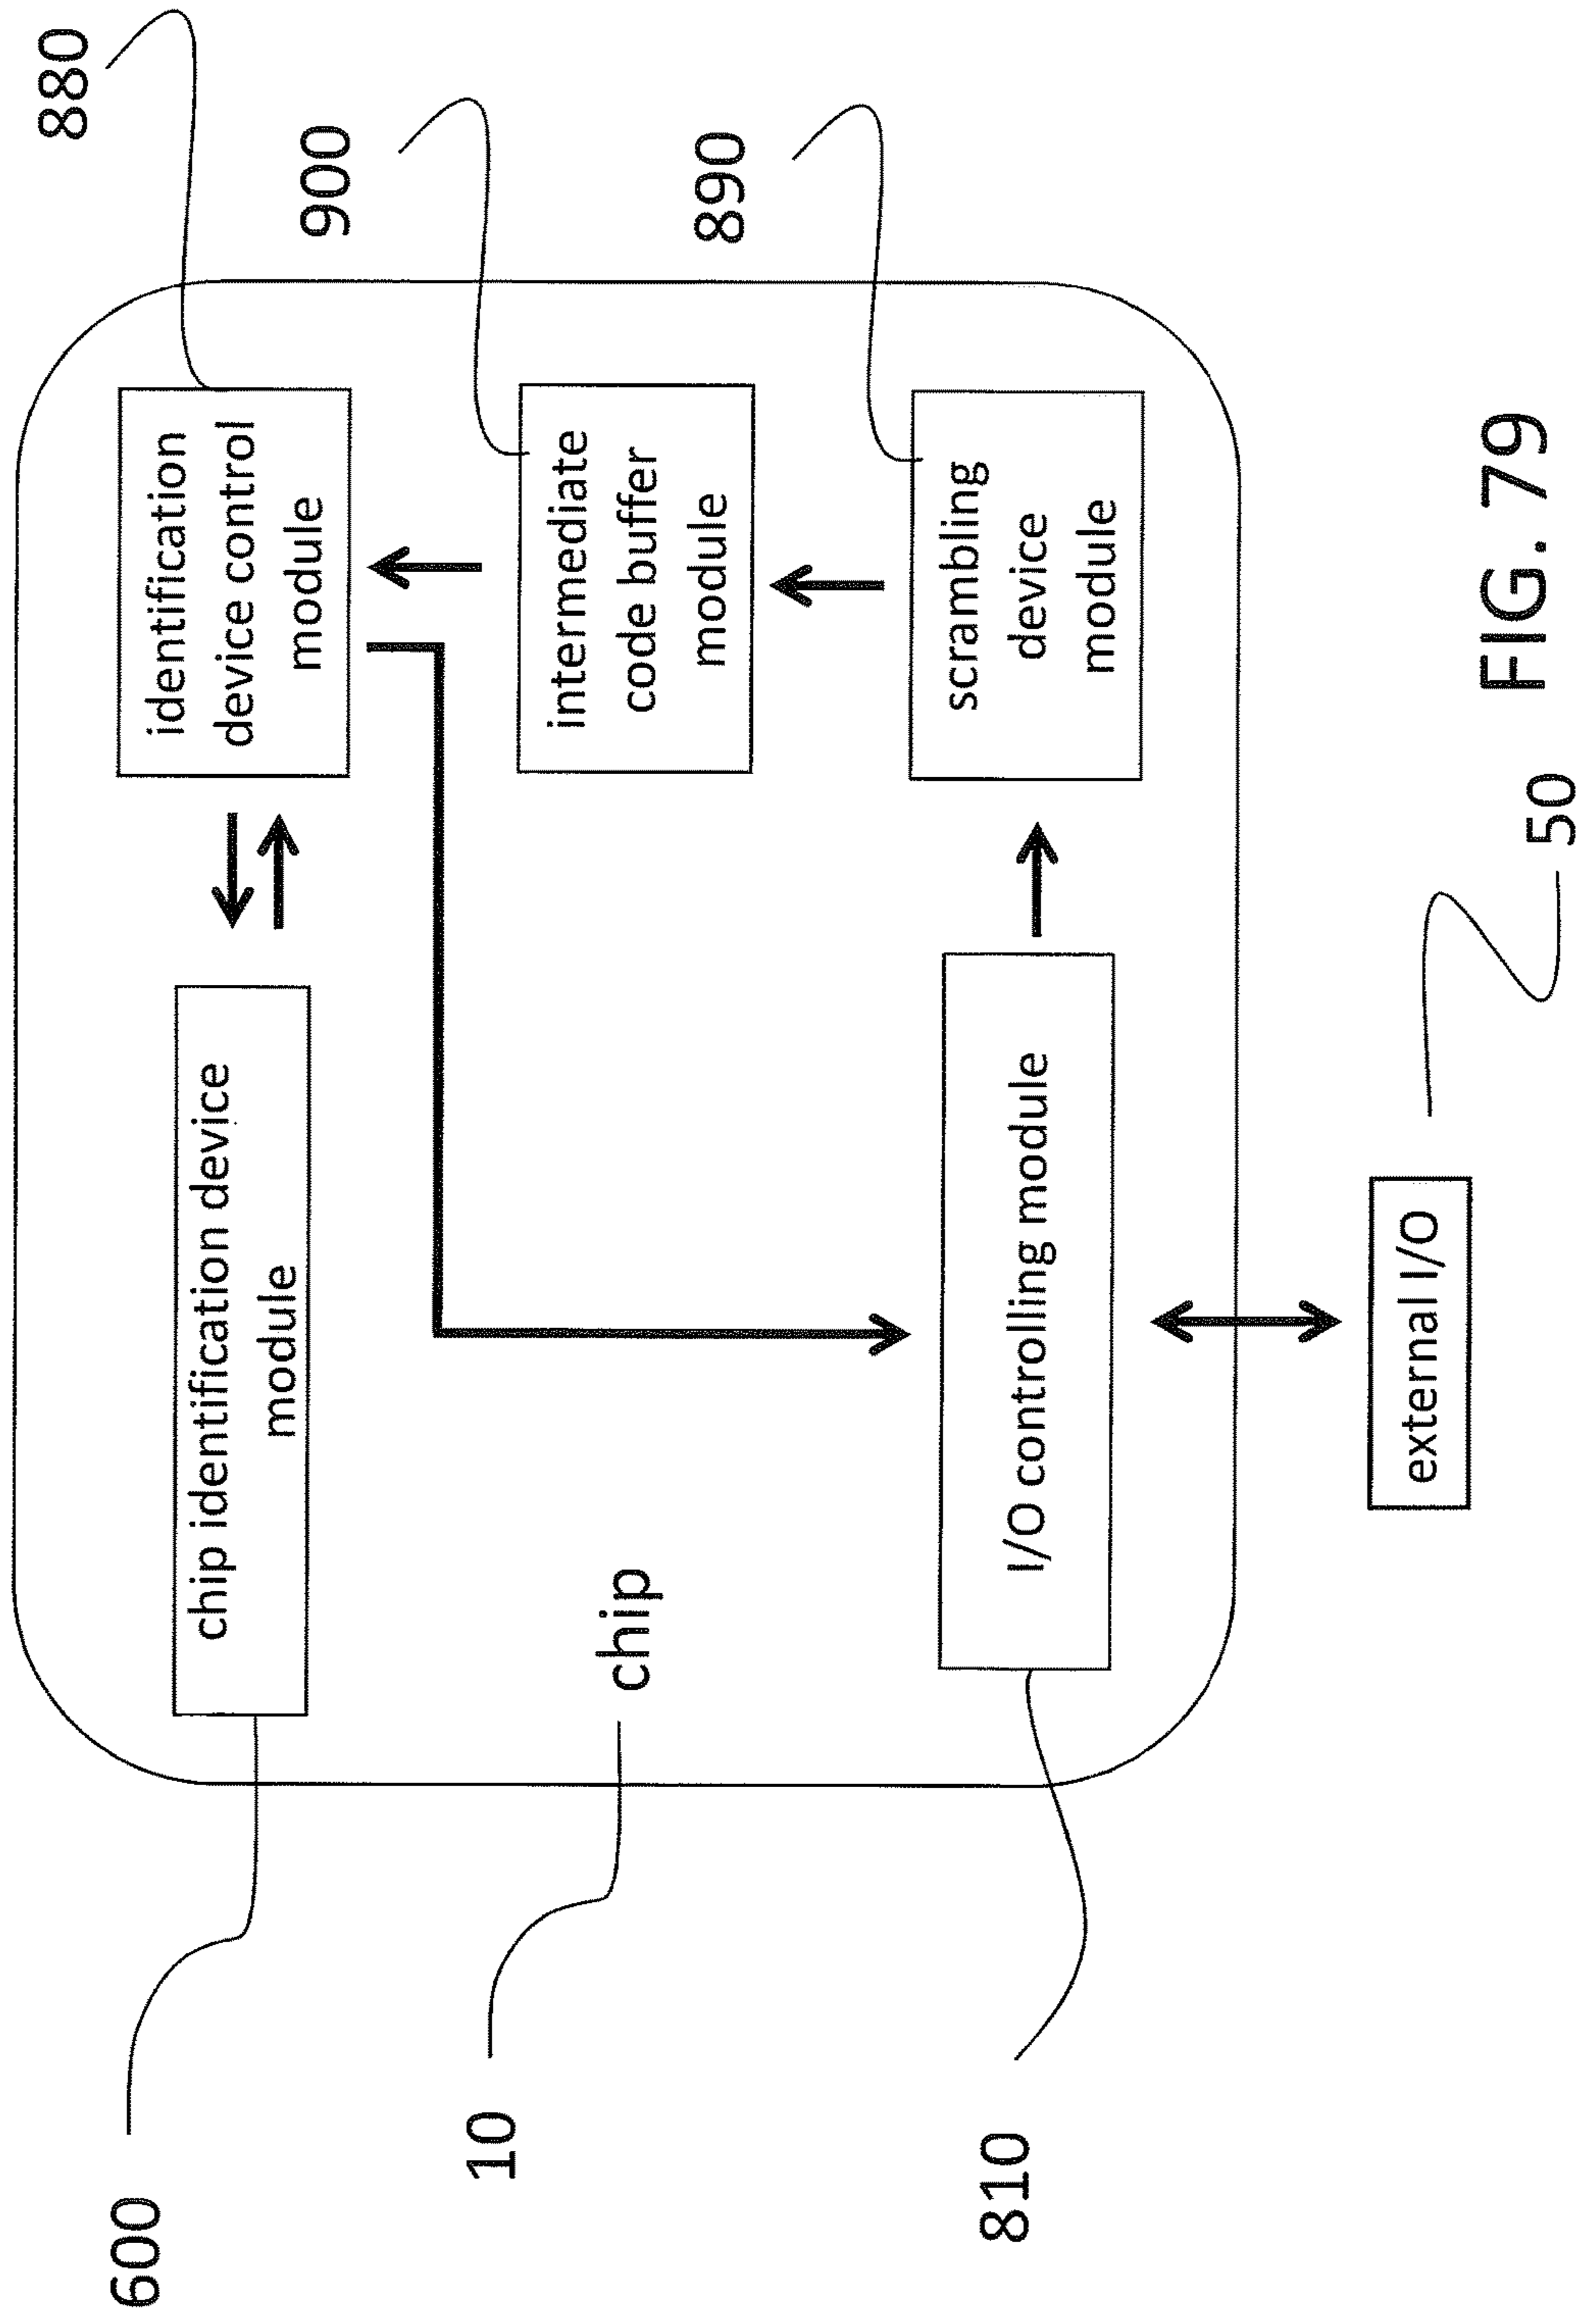 880
900
890
600
chip identification device
module
identification
device control
module
intermediate
code buffer
module
10
chip
810
I/O controlling module
scrambling
device
module
external I/O
50
FIG. 79